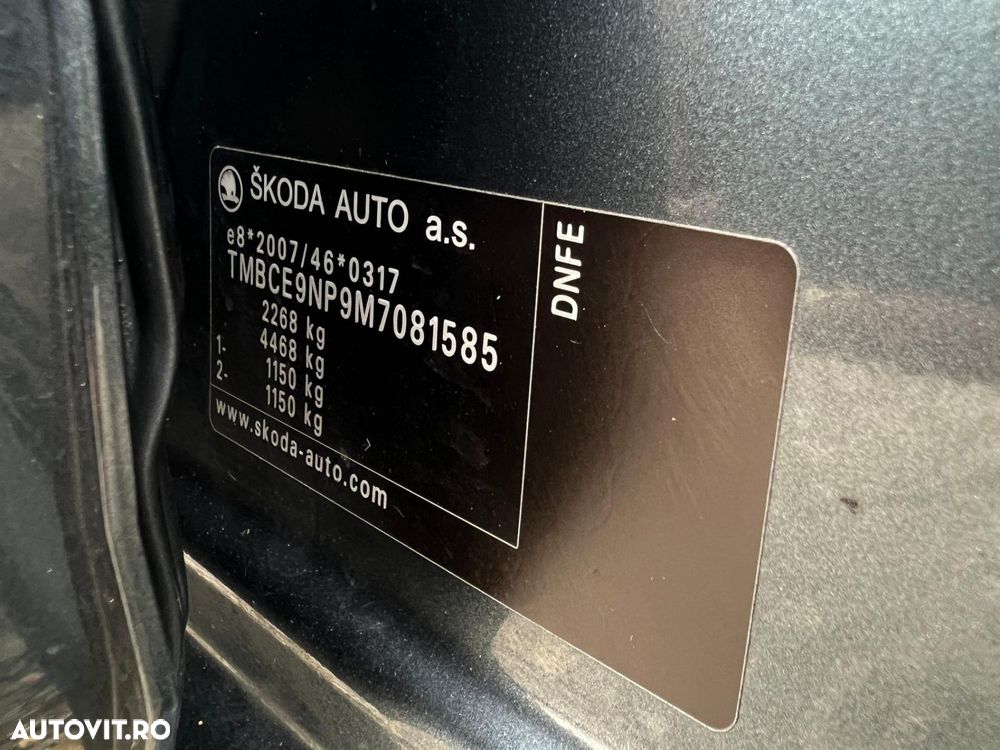 ŠKODA AUTO a.s.
e8*2007/46*0317
TMBCE9NP9M7081585
2268 kg
4468 kg
1- 1150 kg
2- 1150 kg
www.skoda-auto.com
DNFE
AUTOVIT.RO